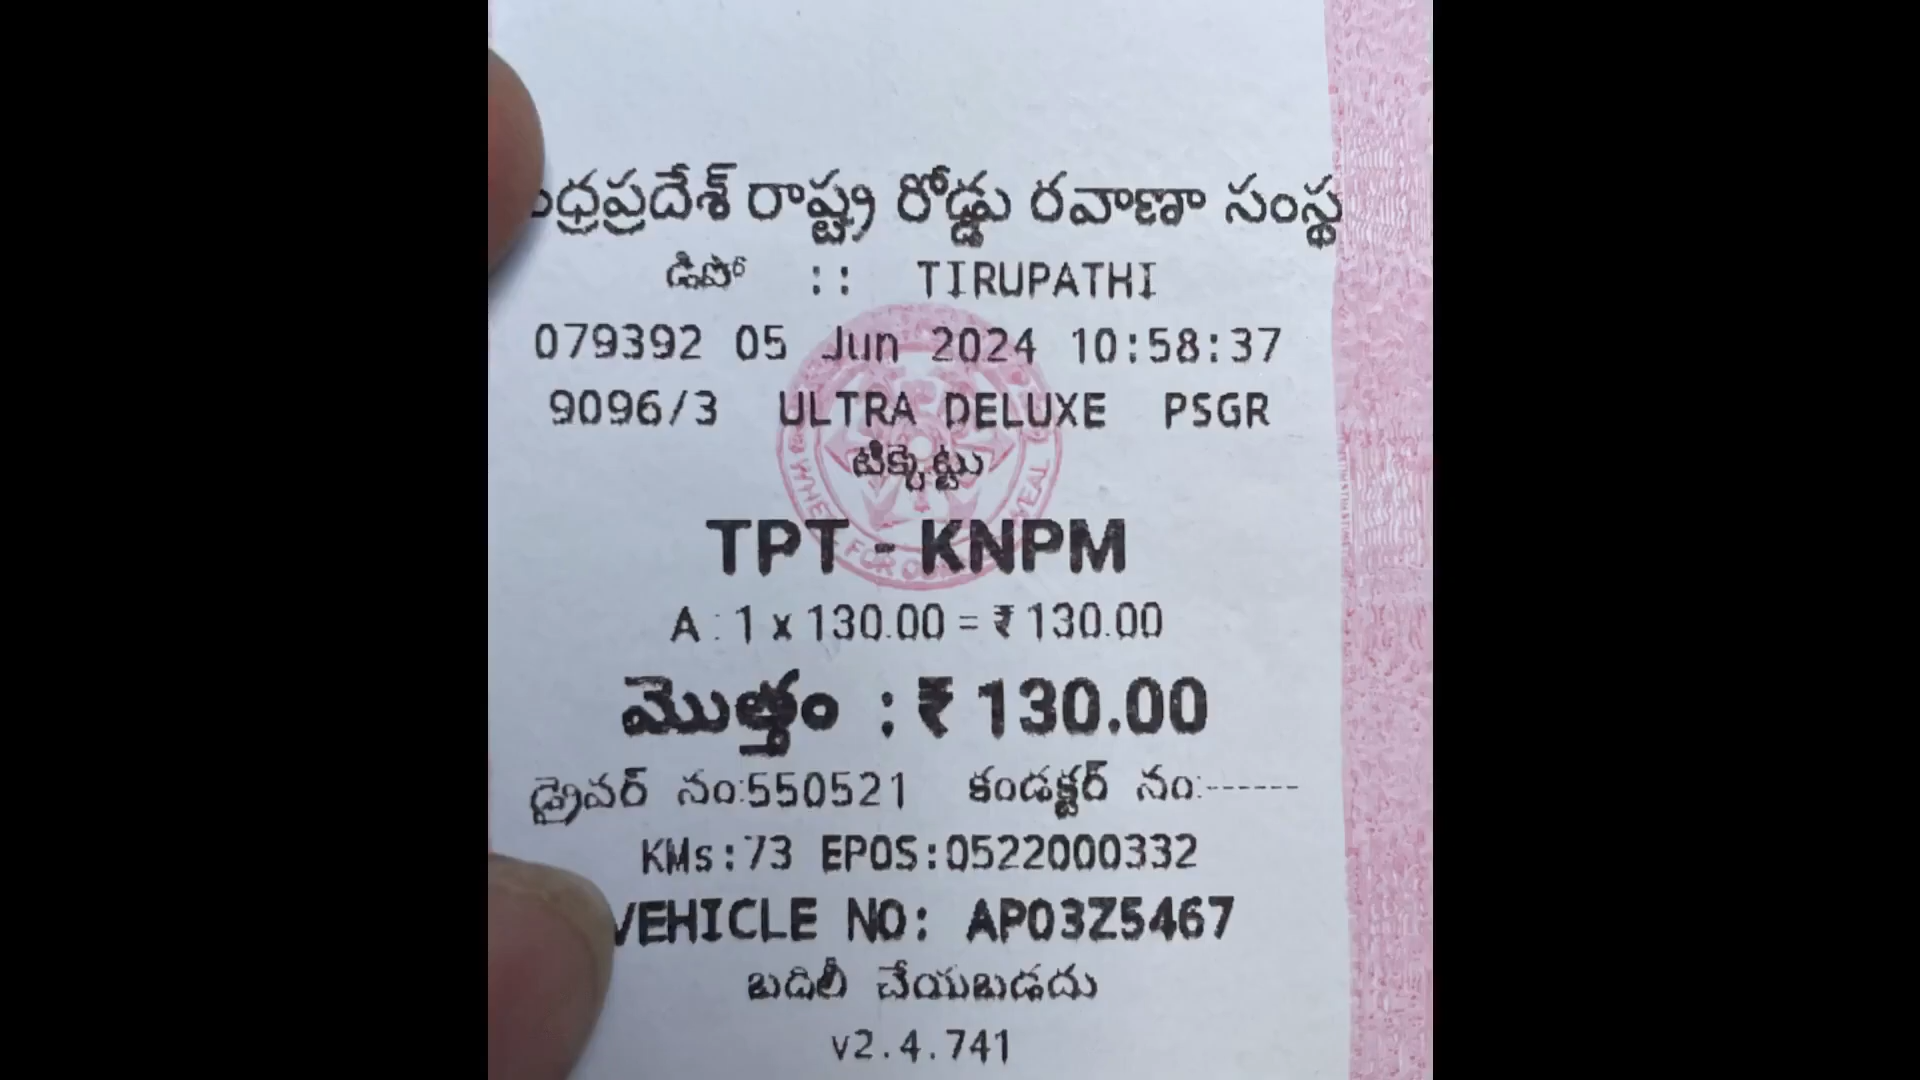 ంధ్రప్రదేశ్ రాష్ట్ర రోడ్డు రవాణా సంస్థ
డిపో :: TIRUPATHI
079392 05 Jun 2024 10:58:37
9096/3 ULTRA DELUXE PSGR
టిక్కెట్టు
TPT - KNPM
A : 1 x 130.00 = ₹ 130.00
మొత్తం : ₹ 130.00
డ్రైవర్ నం:550521 కండక్టర్ నం:------
KMs:73 EPOS:0522000332
VEHICLE NO: AP03Z5467
బదిలీ చేయబడదు
v2.4.741